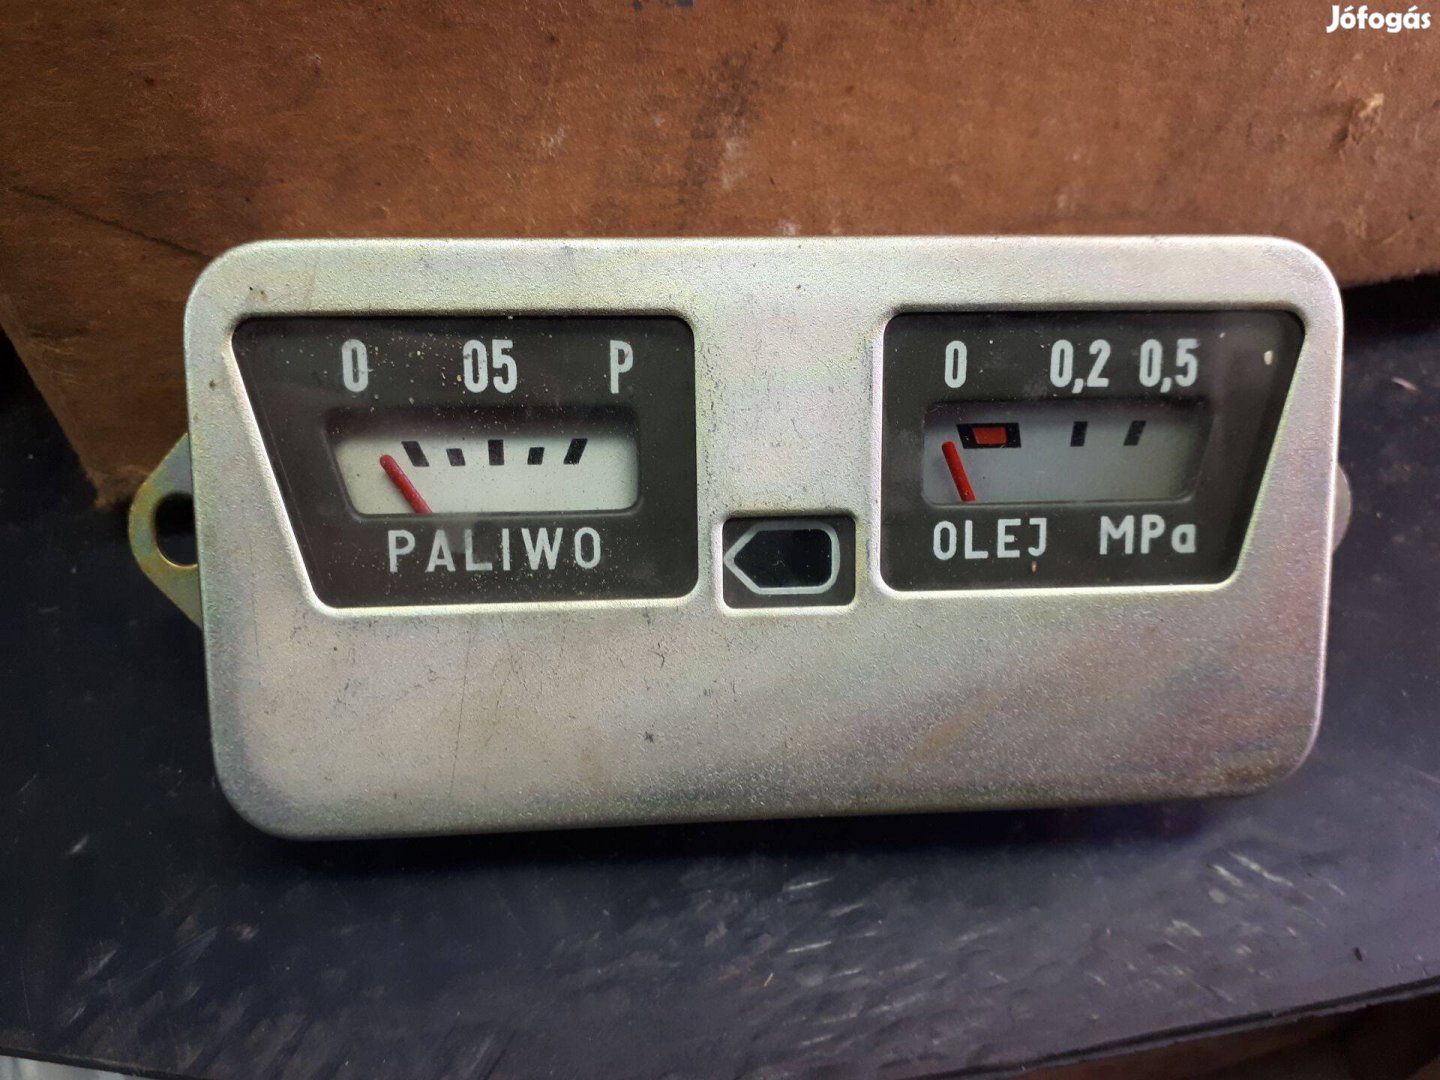 Jófogás
0 05 P
PALIWO
0 0,2 0,5
OLEJ MPa